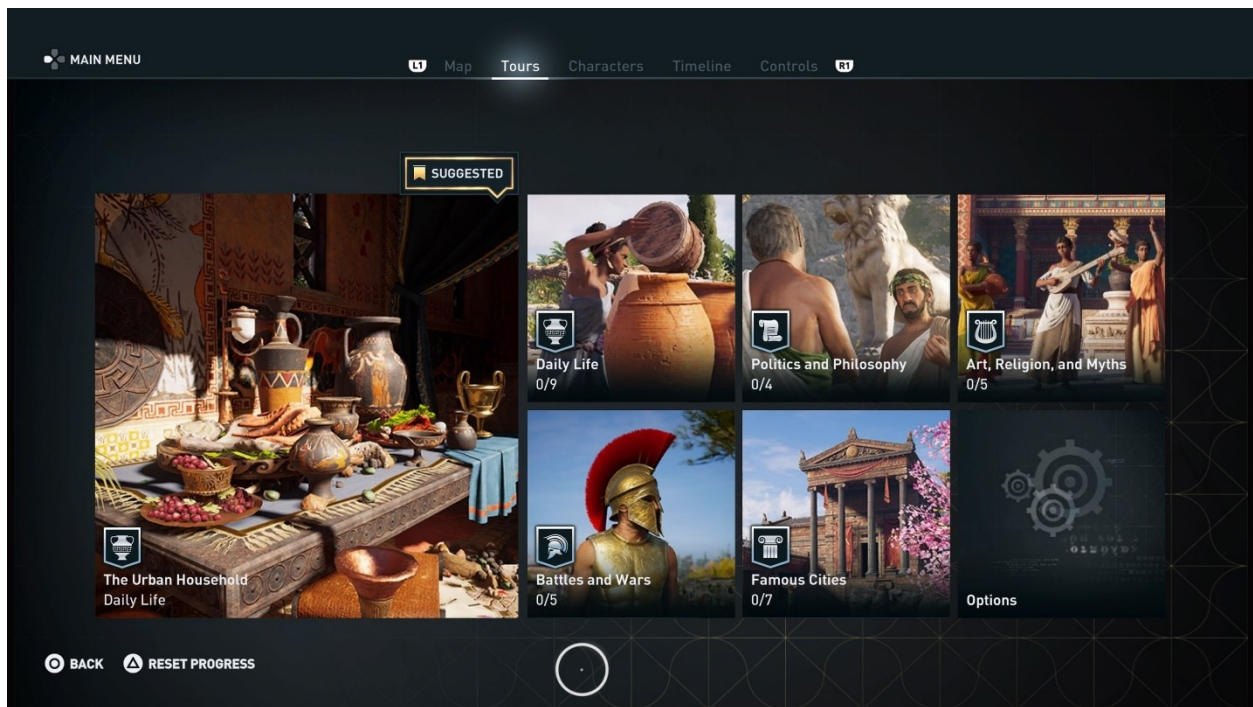 MAIN MENU
L1 Map Tours Characters Timeline Controls R1
SUGGESTED
The Urban Household
Daily Life
Daily Life
0/9
Politics and Philosophy
0/4
Art, Religion, and Myths
0/5
Battles and Wars
0/5
Famous Cities
0/7
Options
BACK RESET PROGRESS